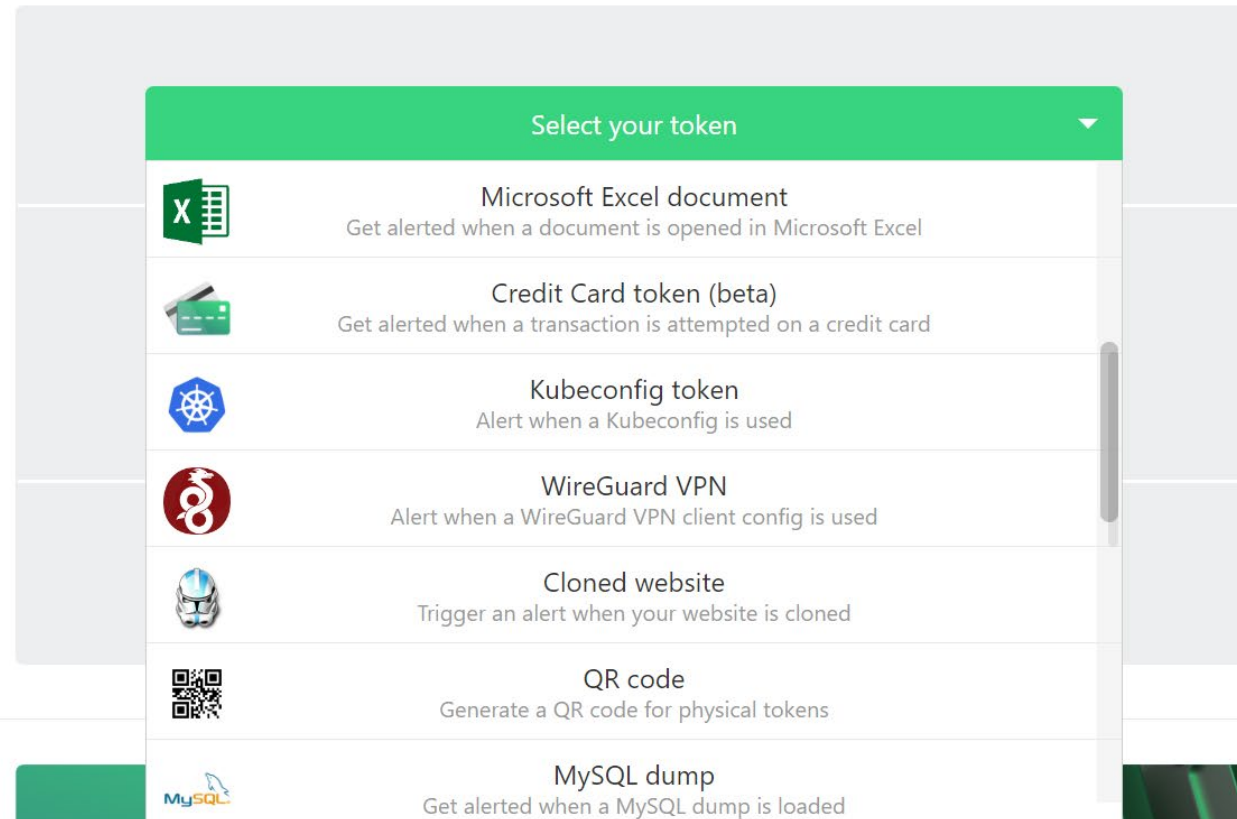 Select your token
X
Microsoft Excel document
Get alerted when a document is opened in Microsoft Excel
Credit Card token (beta)
Get alerted when a transaction is attempted on a credit card
Kubeconfig token
Alert when a Kubeconfig is used
WireGuard VPN
Alert when a WireGuard VPN client config is used
Cloned website
Trigger an alert when your website is cloned
QR code
Generate a QR code for physical tokens
MySQL
MySQL dump
Get alerted when a MySQL dump is loaded